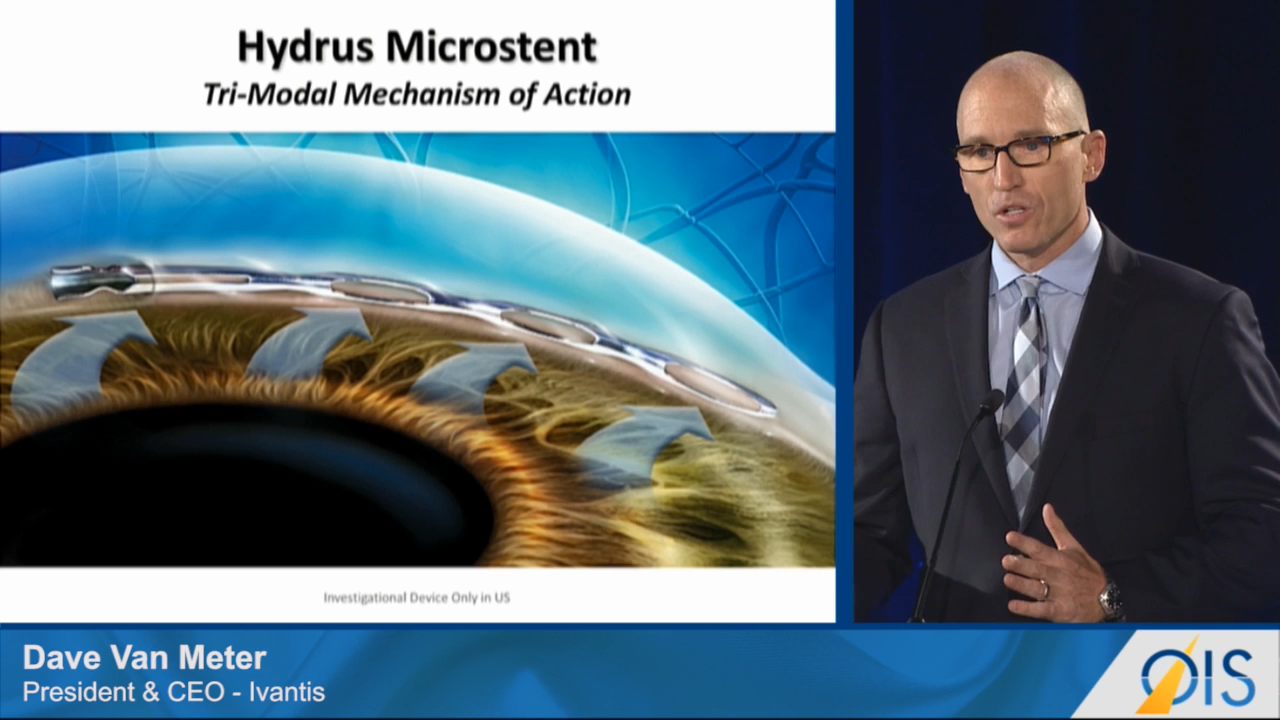 Hydrus Microstent
Tri-Modal Mechanism of Action
Investigational Device Only in US
Dave Van Meter
President & CEO - Ivantis
OIS